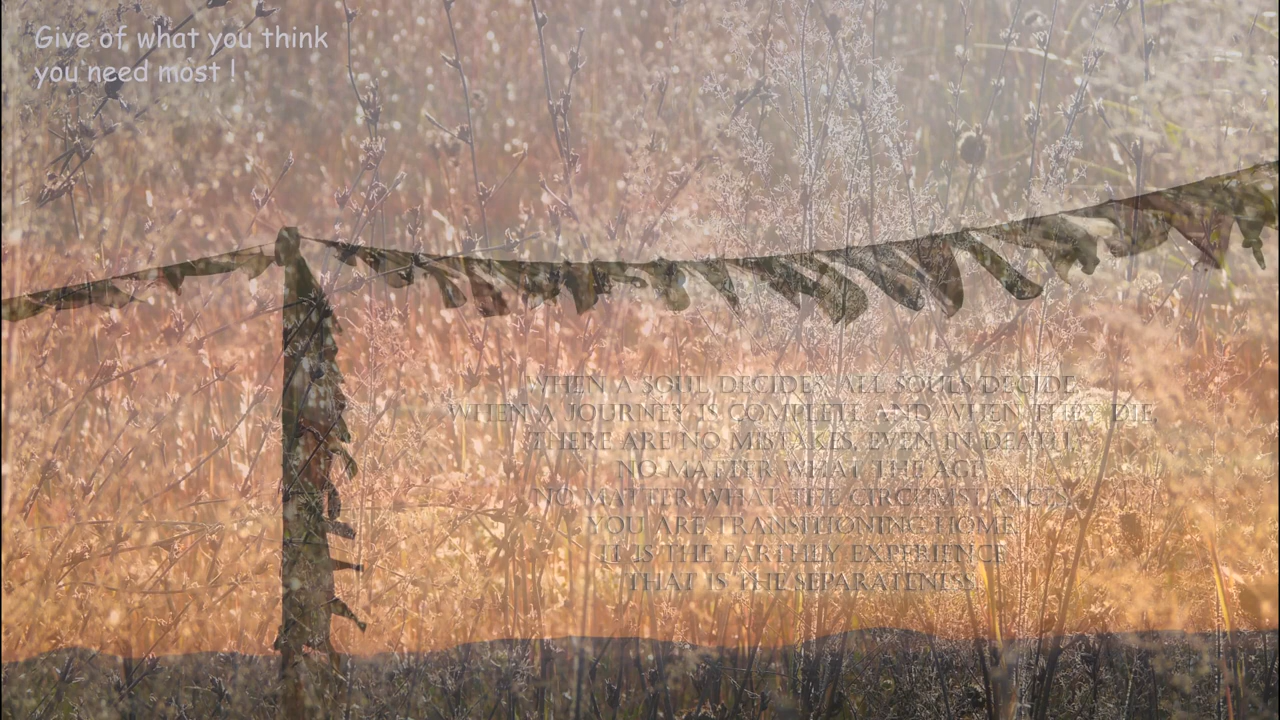 Give of what you think
you need most !
WHEN A SOUL DECIDES ALL SOULS DECIDE
WHEN A JOURNEY IS COMPLETE AND WHEN THEY DIE.
THERE ARE NO MISTAKES, EVEN IN DEATH,
NO MATTER WHAT THE AGE
NO MATTER WHAT THE CIRCUMSTANCES
YOU ARE TRANSITIONING HOME
IT IS THE EARTHLY EXPERIENCE
THAT IS THE SEPARATENESS.